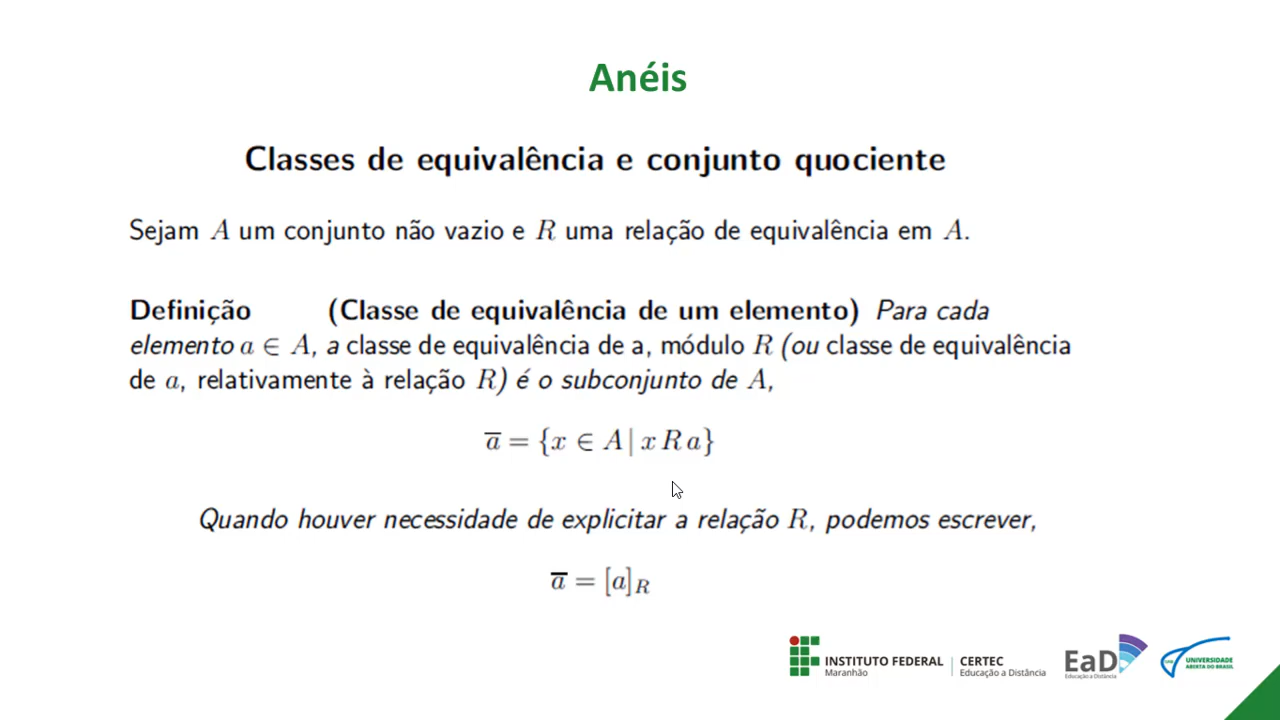 Anéis
Classes de equivalência e conjunto quociente
Sejam A um conjunto não vazio e R uma relação de equivalência em A.
Definição (Classe de equivalência de um elemento) Para cada
elemento a ∈ A, a classe de equivalência de a, módulo R (ou classe de equivalência
de a, relativamente à relação R) é o subconjunto de A,
a̅ = {x ∈ A | x R a}
Quando houver necessidade de explicitar a relação R, podemos escrever,
a̅ = [a]_R
INSTITUTO FEDERAL
Maranhão
CERTEC
Educação a Distância
EaD
Educação a Distância
UAB
UNIVERSIDADE
ABERTA DO BRASIL